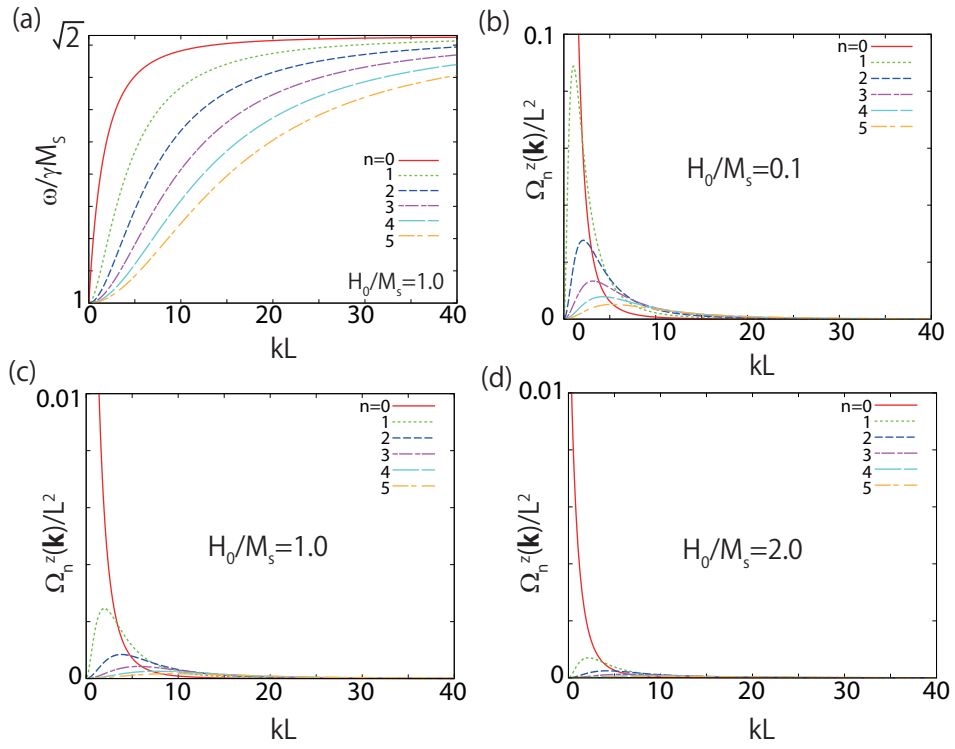 (a)
√2
1
ω/γM_S
n=0
1
2
3
4
5
H_0/M_s=1.0
0 10 20 30 40
kL
(b)
0.1
0
Ω_n^z(k)/L^2
n=0
1
2
3
4
5
H_0/M_s=0.1
0 10 20 30 40
kL
(c)
0.01
0
Ω_n^z(k)/L^2
n=0
1
2
3
4
5
H_0/M_s=1.0
0 10 20 30 40
kL
(d)
0.01
0
Ω_n^z(k)/L^2
n=0
1
2
3
4
5
H_0/M_s=2.0
0 10 20 30 40
kL